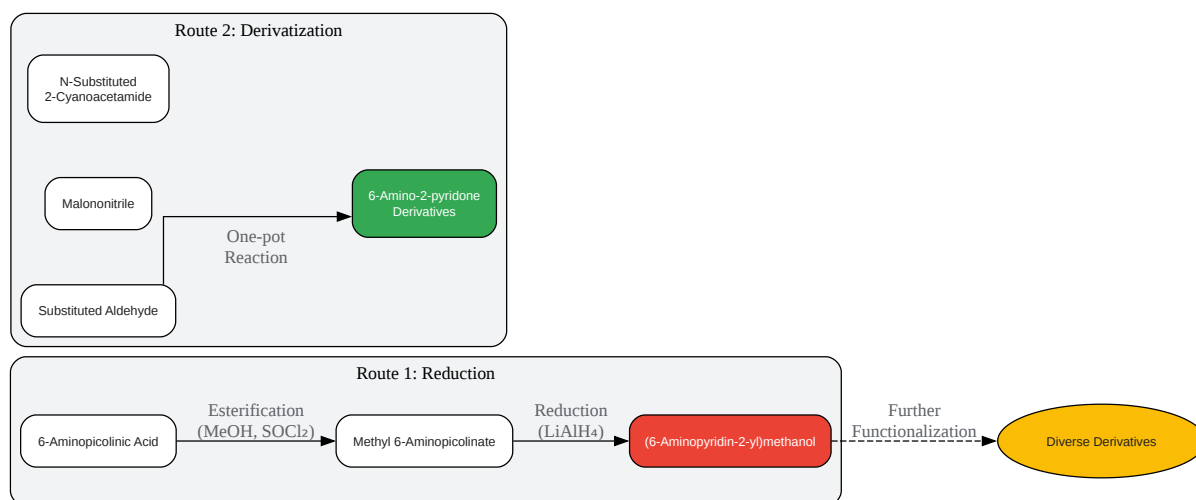 Route 2: Derivatization
N-Substituted
2-Cyanoacetamide
Malononitrile
6-Amino-2-pyridone
Derivatives
One-pot
Reaction
Substituted Aldehyde
Route 1: Reduction
6-Aminopicolinic Acid
Esterification
(MeOH, SOCl₂)
Methyl 6-Aminopicolinate
Reduction
(LiAlH₄)
(6-Aminopyridin-2-yl)methanol
Further
Functionalization
Diverse Derivatives